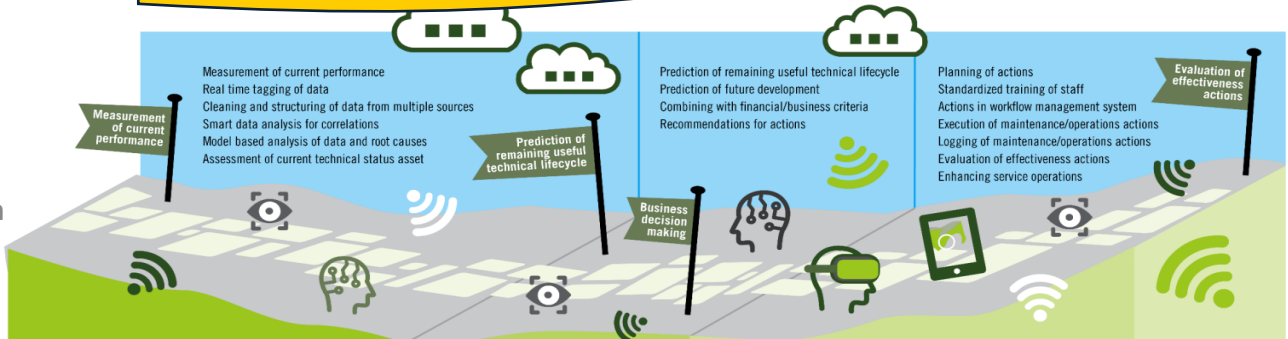 Measurement of current performance
Real time tagging of data
Cleaning and structuring of data from multiple sources
Smart data analysis for correlations
Model based analysis of data and root causes
Assessment of current technical status asset
Prediction of remaining useful technical lifecycle
Prediction of future development
Combining with financial/business criteria
Recommendations for actions
Planning of actions
Standardized training of staff
Actions in workflow management system
Execution of maintenance/operations actions
Logging of maintenance/operations actions
Evaluation of effectiveness actions
Enhancing service operations
Measurement
of current
performance
Prediction of
remaining useful
technical lifecycle
Business
decision
making
Evaluation of
effectiveness
actions